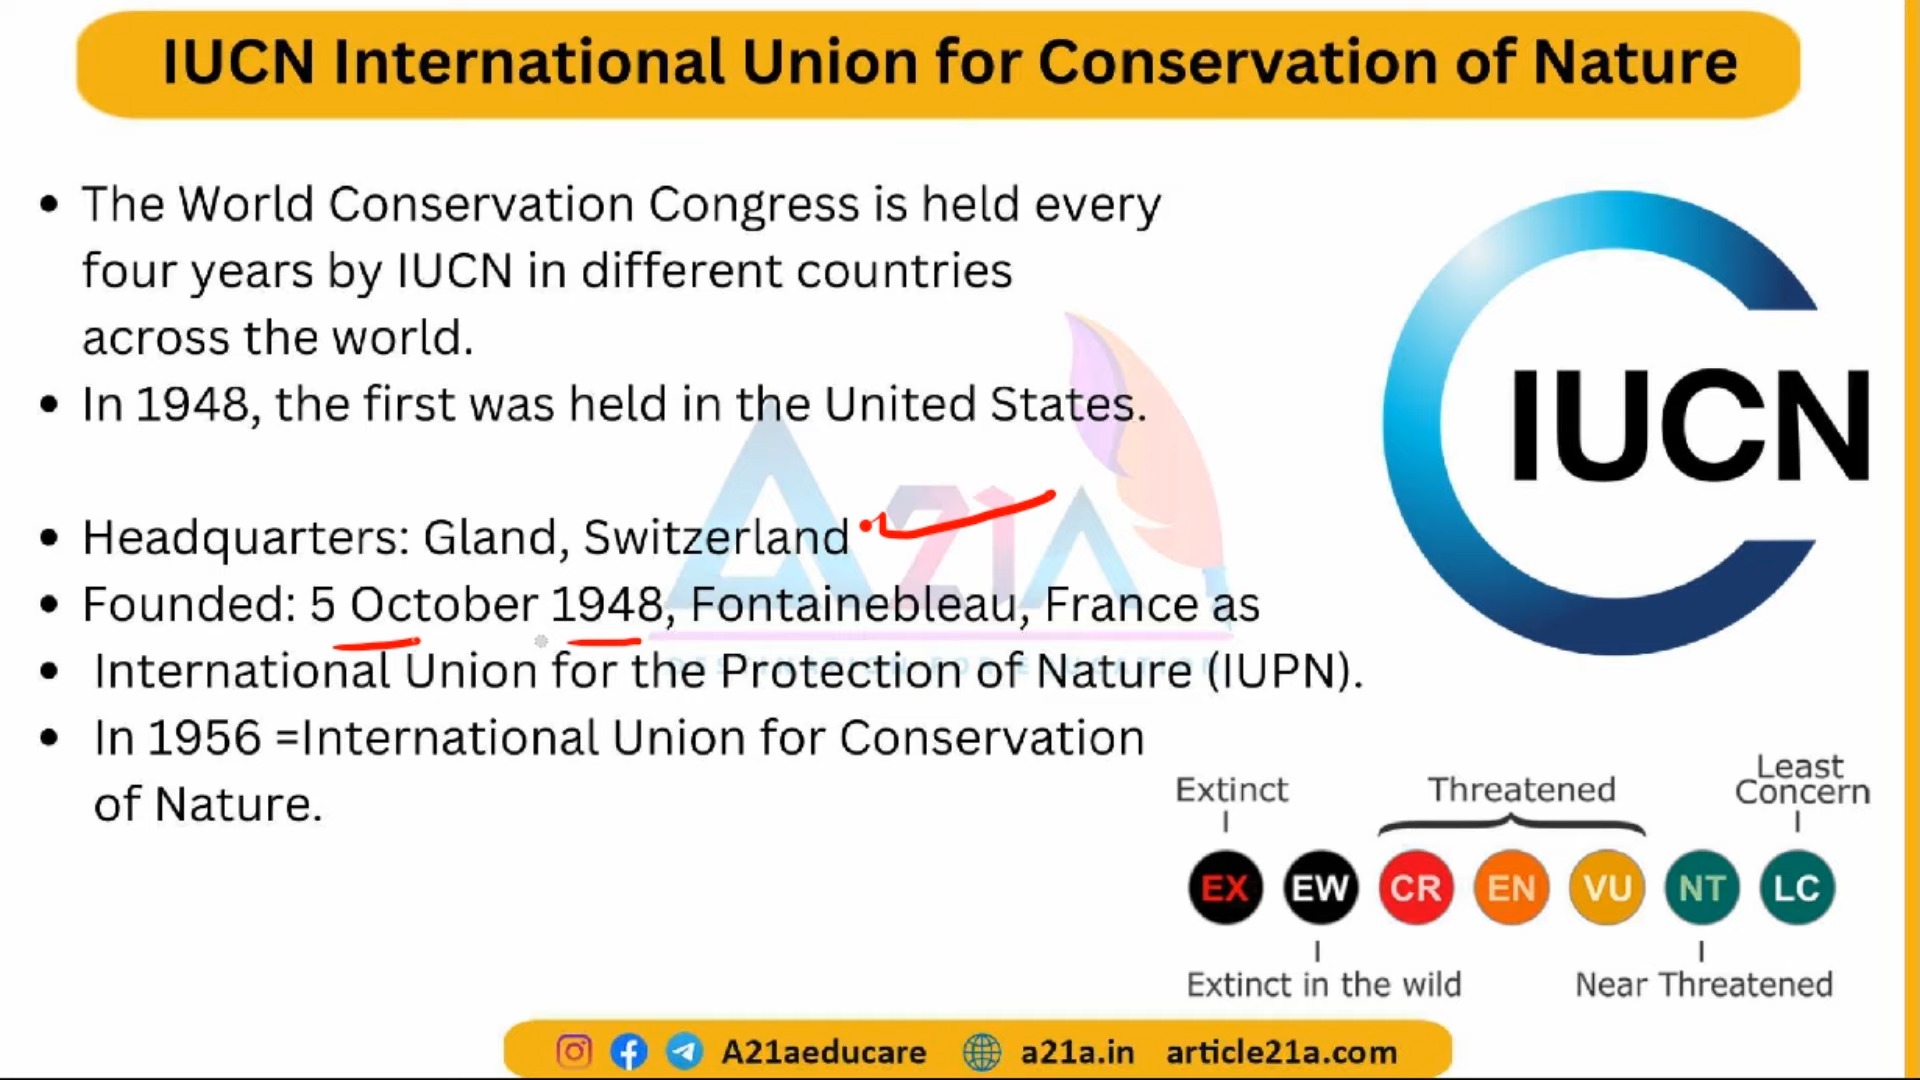 IUCN International Union for Conservation of Nature
• The World Conservation Congress is held every
four years by IUCN in different countries
across the world.
• In 1948, the first was held in the United States.
• Headquarters: Gland, Switzerland
• Founded: 5 October 1948, Fontainebleau, France as
• International Union for the Protection of Nature (IUPN).
• In 1956 =International Union for Conservation
of Nature.
IUCN
A21A
Extinct
Threatened
Least
Concern
EX EW CR EN VU NT LC
Extinct in the wild
Near Threatened
A21aeducare a21a.in article21a.com